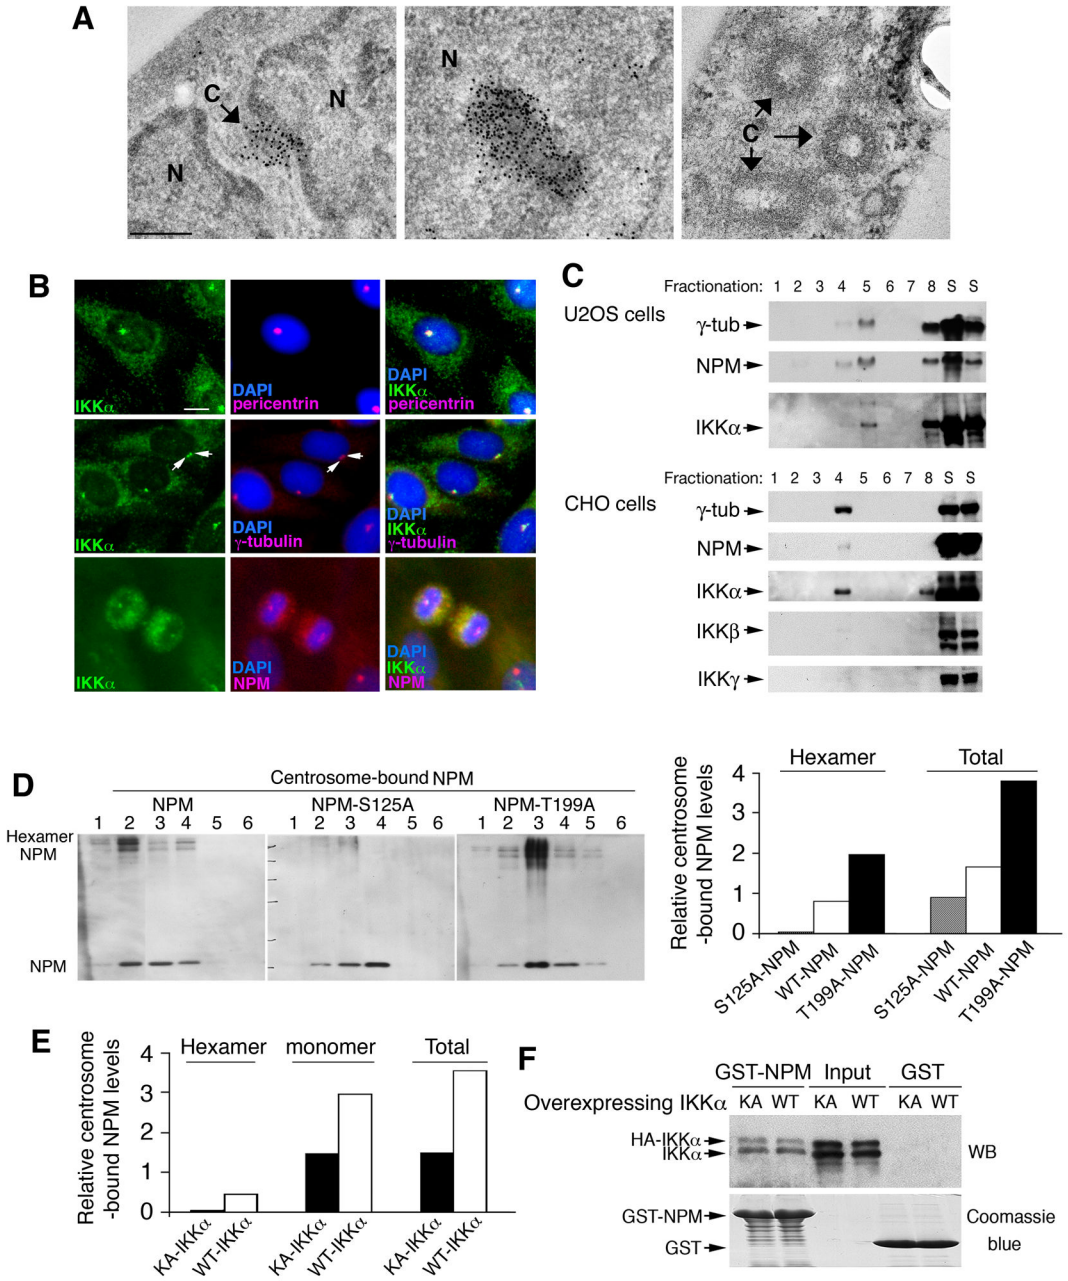 A
C
N
N
N
C
B
IKKα
DAPI
pericentrin
DAPI
IKKα
pericentrin
IKKα
DAPI
γ-tubulin
DAPI
IKKα
γ-tubulin
IKKα
DAPI
NPM
DAPI
IKKα
NPM
C
Fractionation: 1 2 3 4 5 6 7 8 S S
U2OS cells
γ-tub
NPM
IKKα
Fractionation: 1 2 3 4 5 6 7 8 S S
CHO cells
γ-tub
NPM
IKKα
IKKβ
IKKγ
D
Centrosome-bound NPM
NPM NPM-S125A NPM-T199A
1 2 3 4 5 6 1 2 3 4 5 6 1 2 3 4 5 6
Hexamer
NPM
NPM
Relative centrosome
-bound NPM levels
Hexamer Total
4
3
2
1
0
S125A-NPM
WT-NPM
T199A-NPM
S125A-NPM
WT-NPM
T199A-NPM
E
Relative centrosome
-bound NPM levels
Hexamer monomer Total
4
3
2
1
0
KA-IKKα
WT-IKKα
KA-IKKα
WT-IKKα
KA-IKKα
WT-IKKα
F
GST-NPM Input GST
Overexpressing IKKα KA WT KA WT KA WT
HA-IKKα
IKKα
WB
GST-NPM
GST
Coomassie
blue